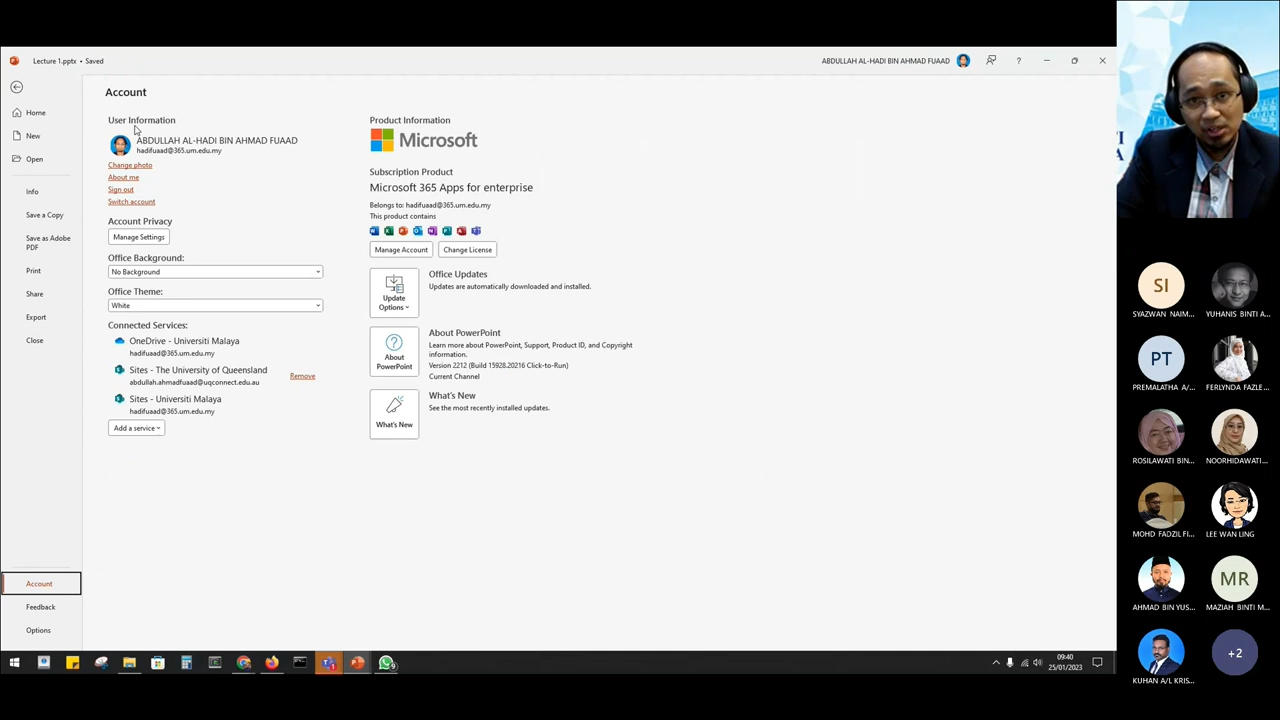 Lecture 1.pptx • Saved
ABDULLAH AL-HADI BIN AHMAD FUAAD
?
Home
New
Open
Info
Save a Copy
Save as Adobe
PDF
Print
Share
Export
Close
Account
Feedback
Options
Account
User Information
ABDULLAH AL-HADI BIN AHMAD FUAAD
hadifuaad@365.um.edu.my
Change photo
About me
Sign out
Switch account
Account Privacy
Manage Settings
Office Background:
No Background
Office Theme:
White
Connected Services:
OneDrive - Universiti Malaya
hadifuaad@365.um.edu.my
Sites - The University of Queensland
abdullah.ahmadfuaad@uqconnect.edu.au
Remove
Sites - Universiti Malaya
hadifuaad@365.um.edu.my
Add a service
Product Information
Microsoft
Subscription Product
Microsoft 365 Apps for enterprise
Belongs to: hadifuaad@365.um.edu.my
This product contains
Manage Account
Change License
Update
Options
Office Updates
Updates are automatically downloaded and installed.
About
PowerPoint
About PowerPoint
Learn more about PowerPoint, Support, Product ID, and Copyright
information.
Version 2212 (Build 15928.20216 Click-to-Run)
Current Channel
What's New
What's New
See the most recently installed updates.
09:40
25/01/2023
SI
SYAZWAN NAIM...
YUHANIS BINTI A...
PT
PREMALATHA A/...
FERLYNDA FAZLE...
ROSILAWATI BIN...
NOORHIDAWATI...
MOHD FADZIL FI...
LEE WAN LING
AHMAD BIN YUS...
MR
MAZIAH BINTI M...
KUHAN A/L KRIS...
+2